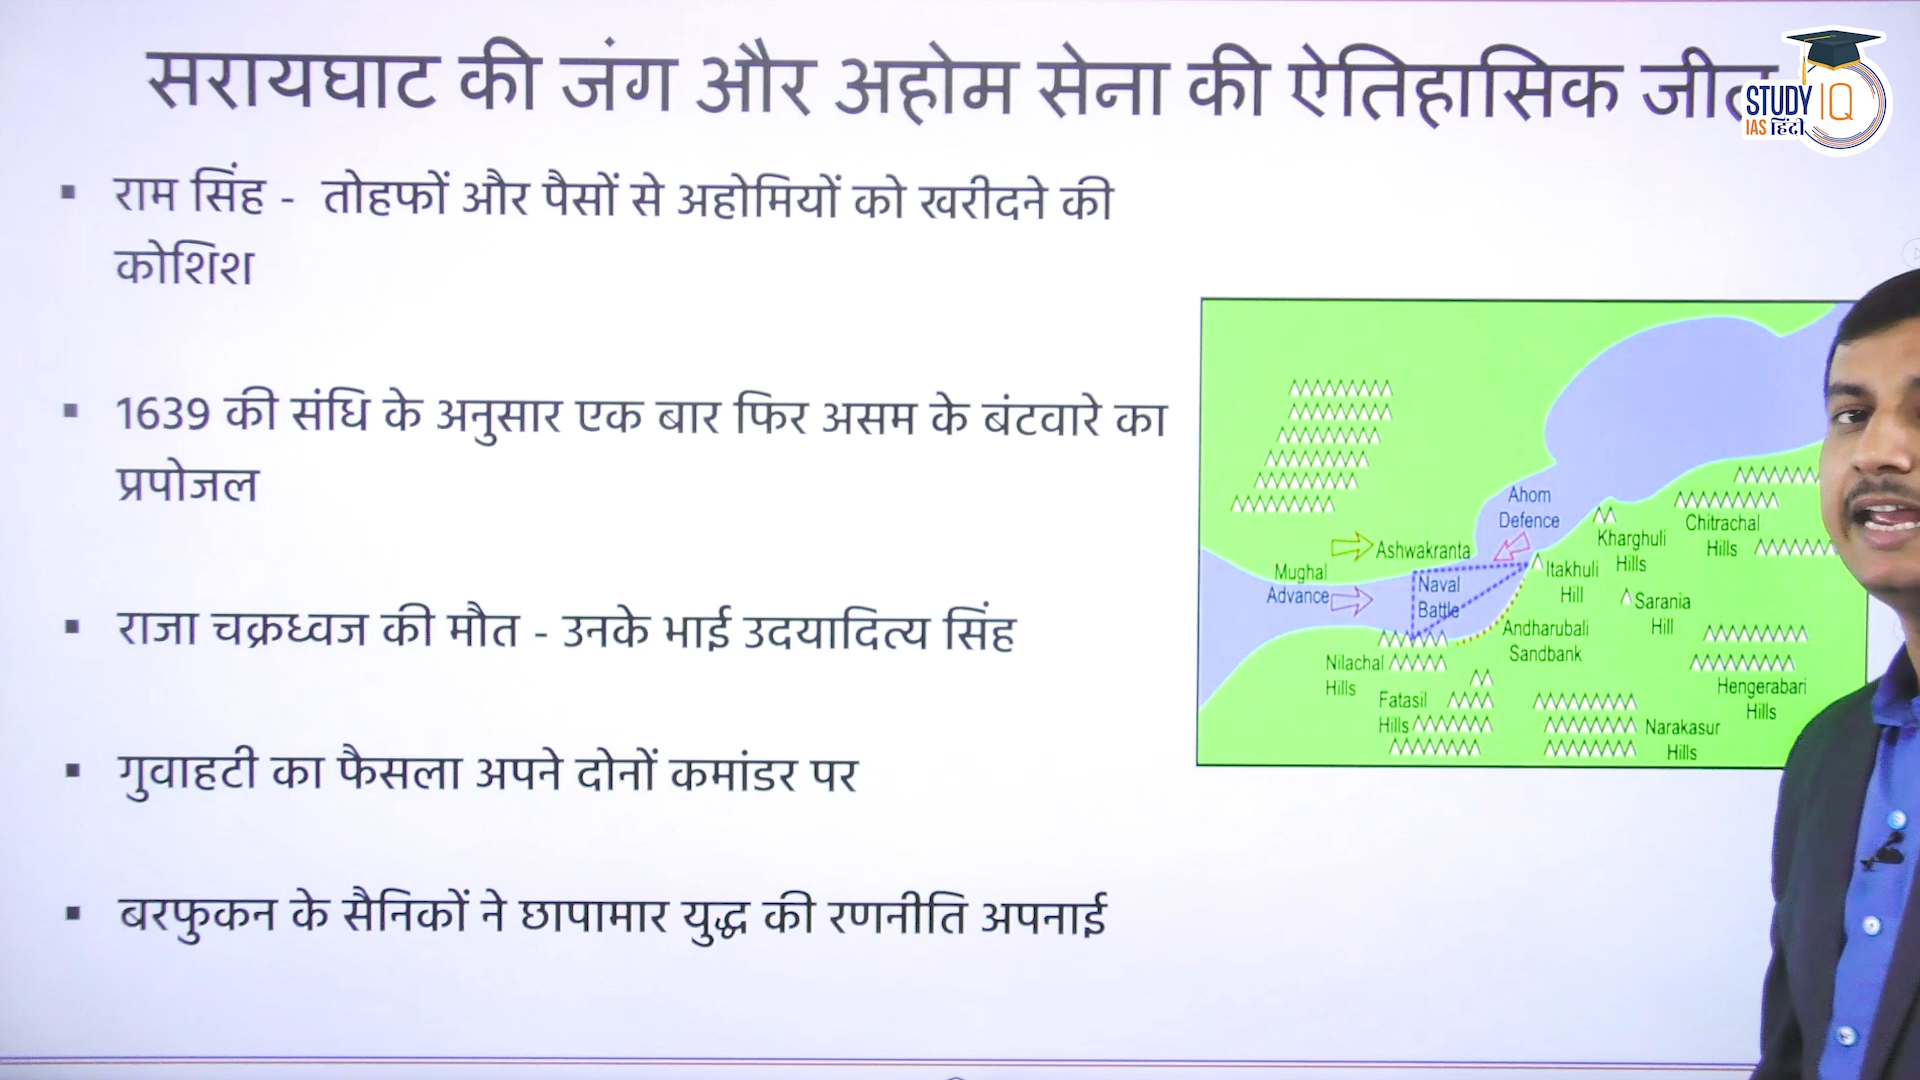 सरायघाट की जंग और अहोम सेना की ऐतिहासिक जीत
STUDY IQ
IAS हिंदी
▪ राम सिंह - तोहफों और पैसों से अहोमियों को खरीदने की
कोशिश
▪ 1639 की संधि के अनुसार एक बार फिर असम के बंटवारे का
प्रपोजल
▪ राजा चक्रध्वज की मौत - उनके भाई उदयादित्य सिंह
▪ गुवाहटी का फैसला अपने दोनों कमांडर पर
▪ बरफुकन के सैनिकों ने छापामार युद्ध की रणनीति अपनाई
Ahom
Defence
Ashwakranta
Mughal
Advance
Naval
Battle
Kharghuli
Hills
Chitrachal
Hills
Itakhuli
Hill
Sarania
Hill
Andharubali
Sandbank
Nilachal
Hills
Fatasil
Hills
Hengerabari
Hills
Narakasur
Hills